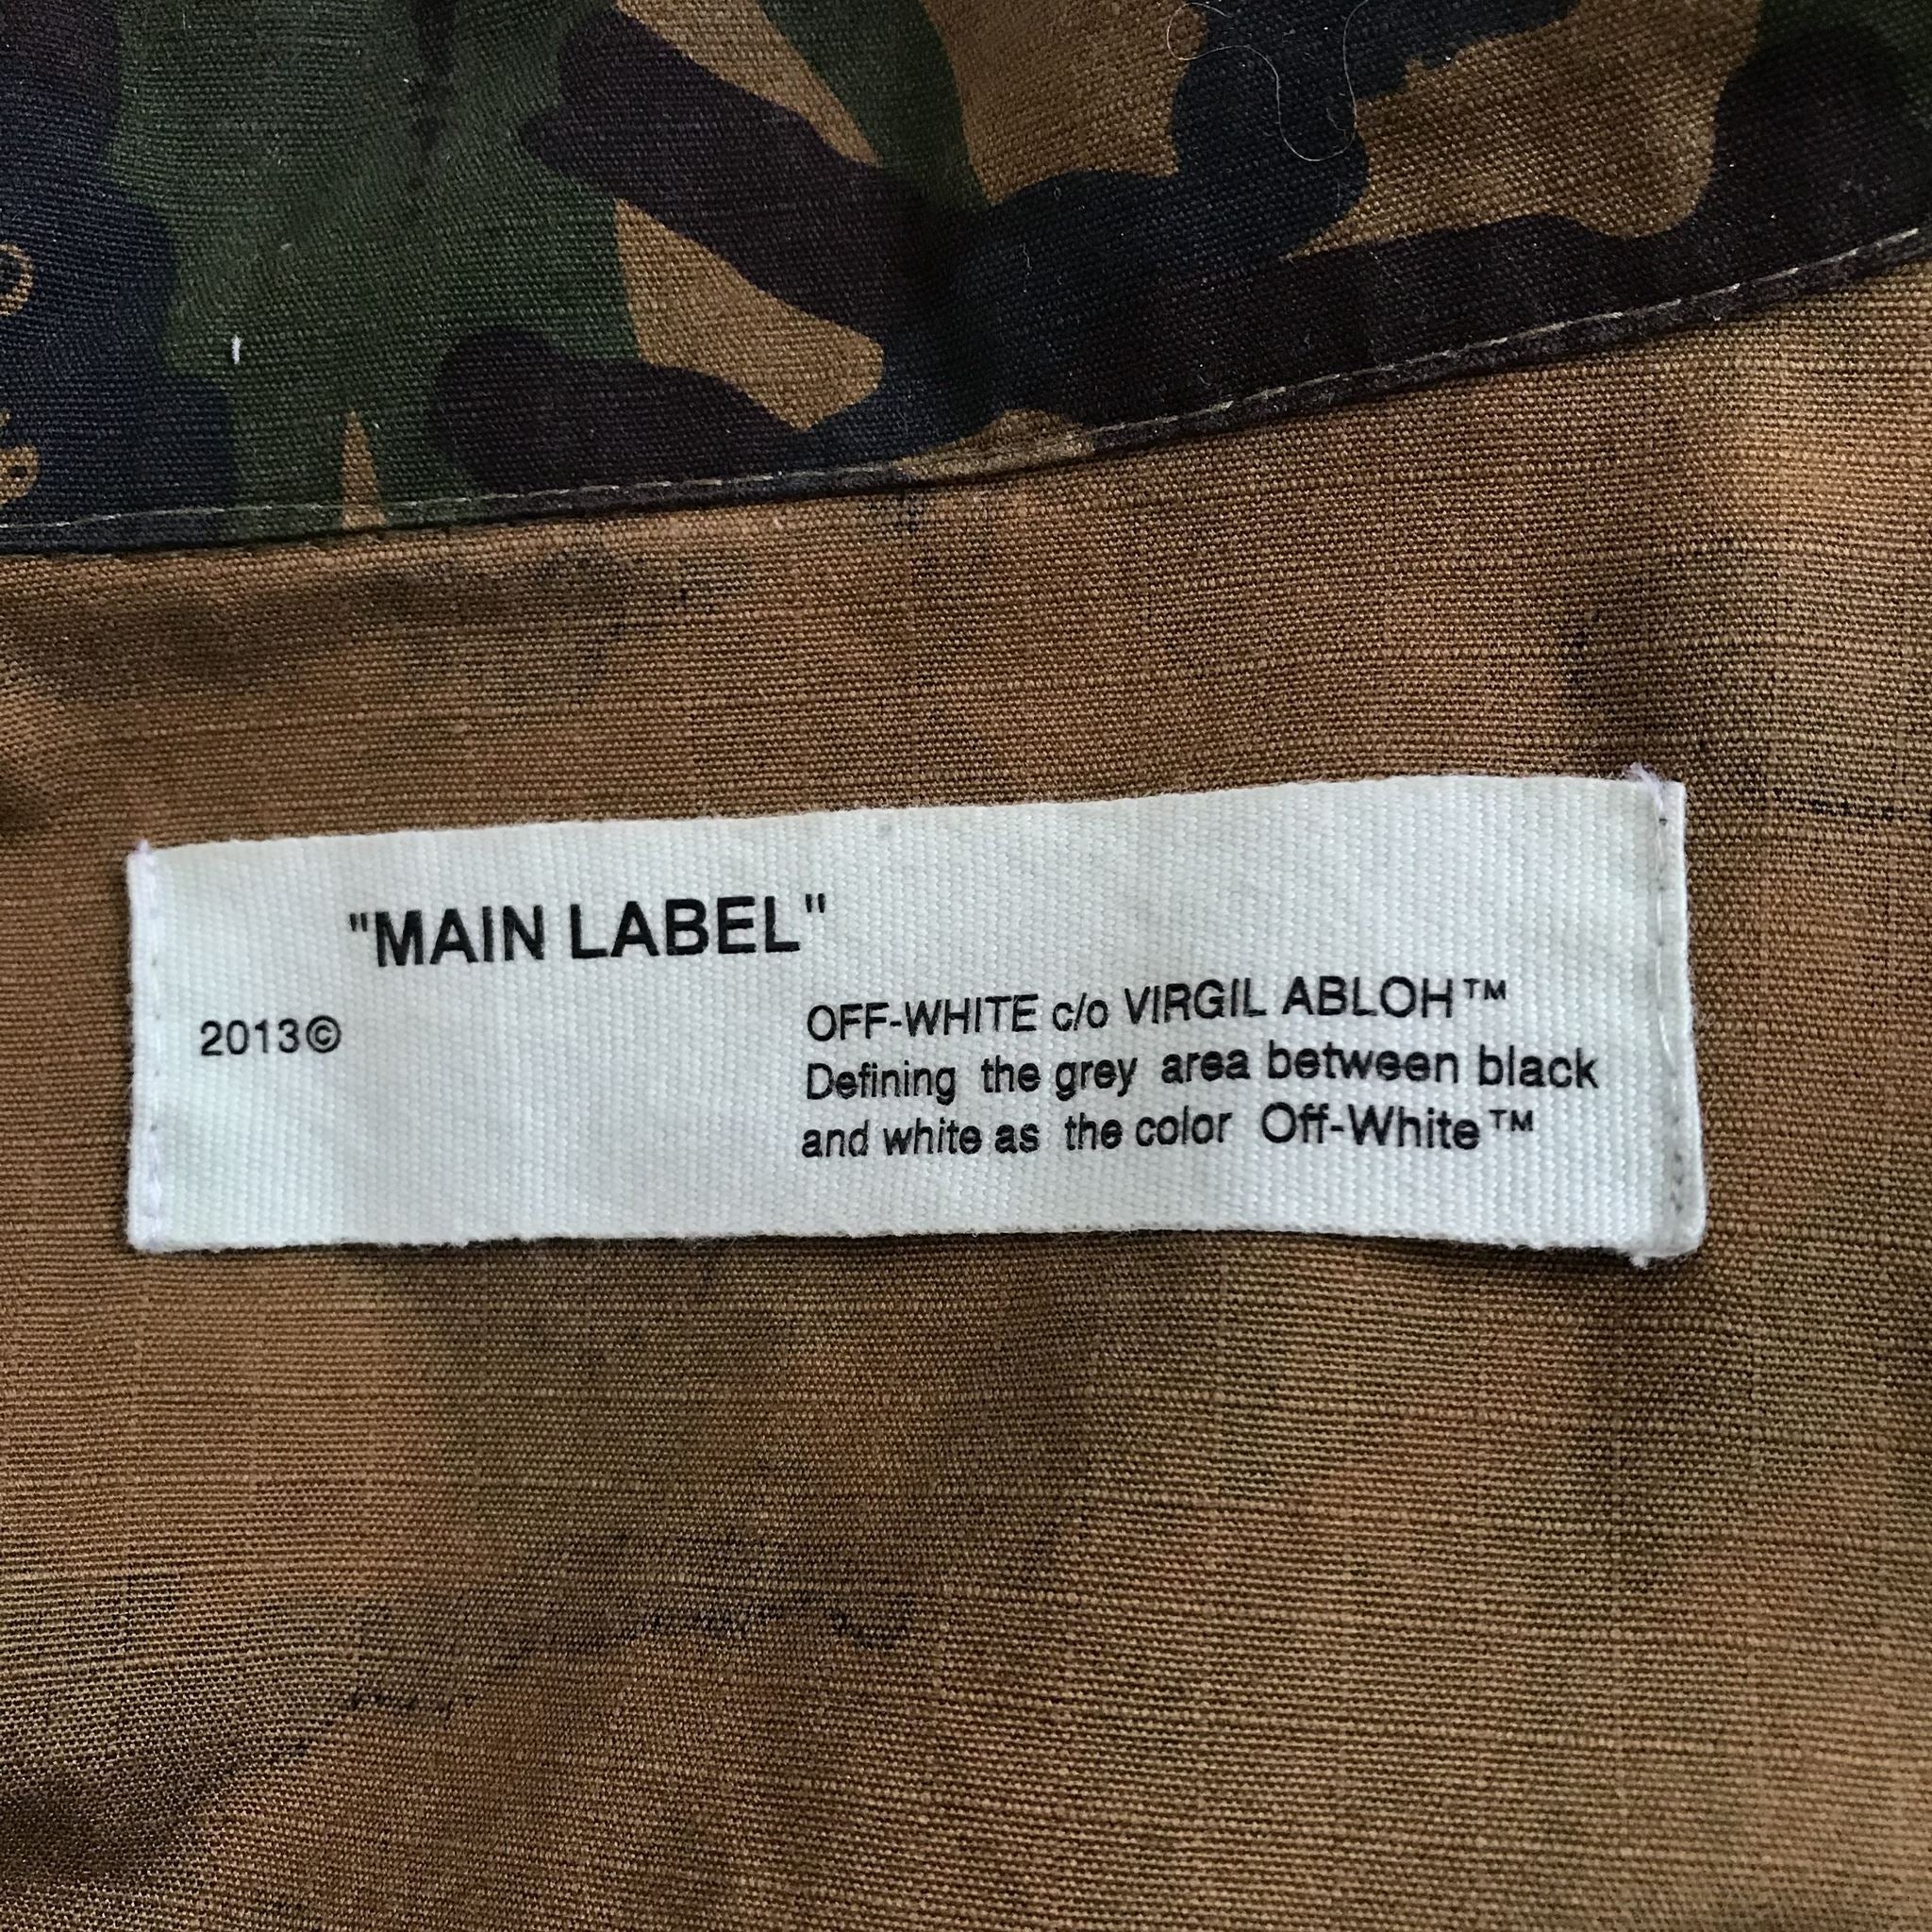 "MAIN LABEL"
2013©
OFF-WHITE c/o VIRGIL ABLOH™
Defining the grey area between black
and white as the color Off-White™